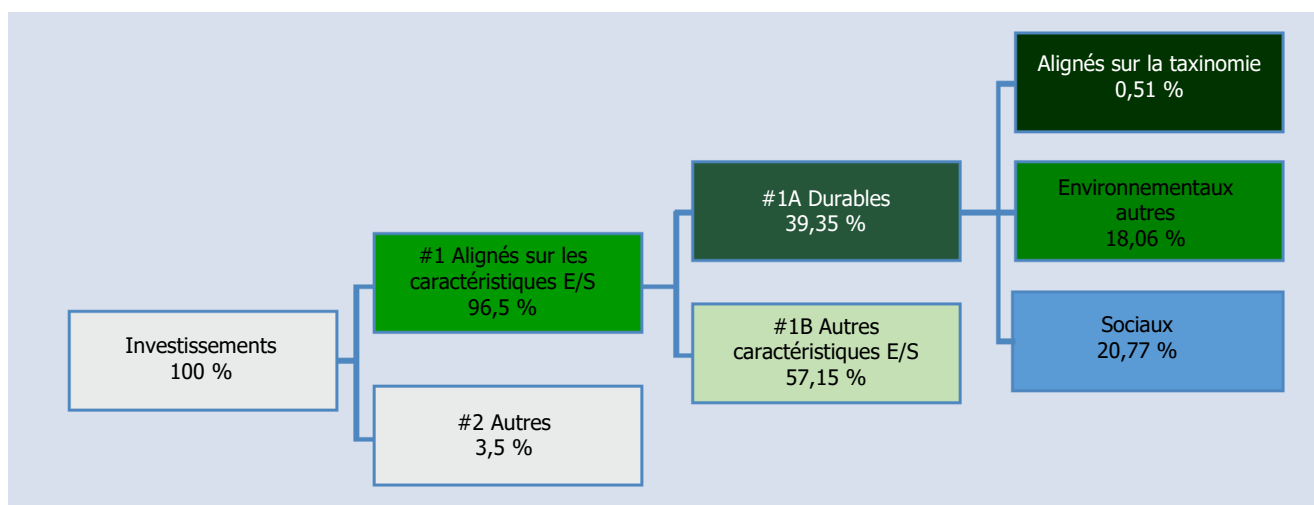 Investissements
100 %
#1 Alignés sur les
caractéristiques E/S
96,5 %
#2 Autres
3,5 %
#1A Durables
39,35 %
#1B Autres
caractéristiques E/S
57,15 %
Alignés sur la taxinomie
0,51 %
Environnementaux
autres
18,06 %
Sociaux
20,77 %